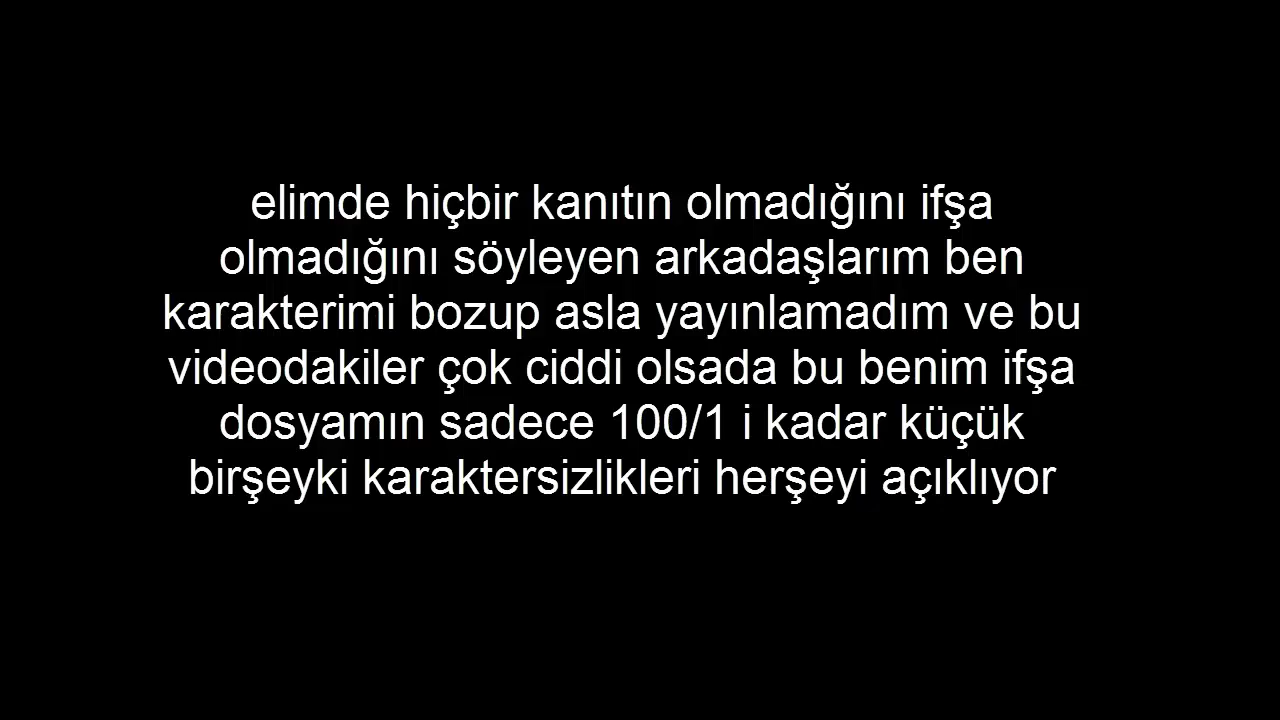 elimde hiçbir kanıtın olmadığını ifşa
olmadığını söyleyen arkadaşlarım ben
karakterimi bozup asla yayınlamadım ve bu
videodakiler çok ciddi olsada bu benim ifşa
dosyamın sadece 100/1 i kadar küçük
birşeyki karaktersizlikleri herşeyi açıklıyor